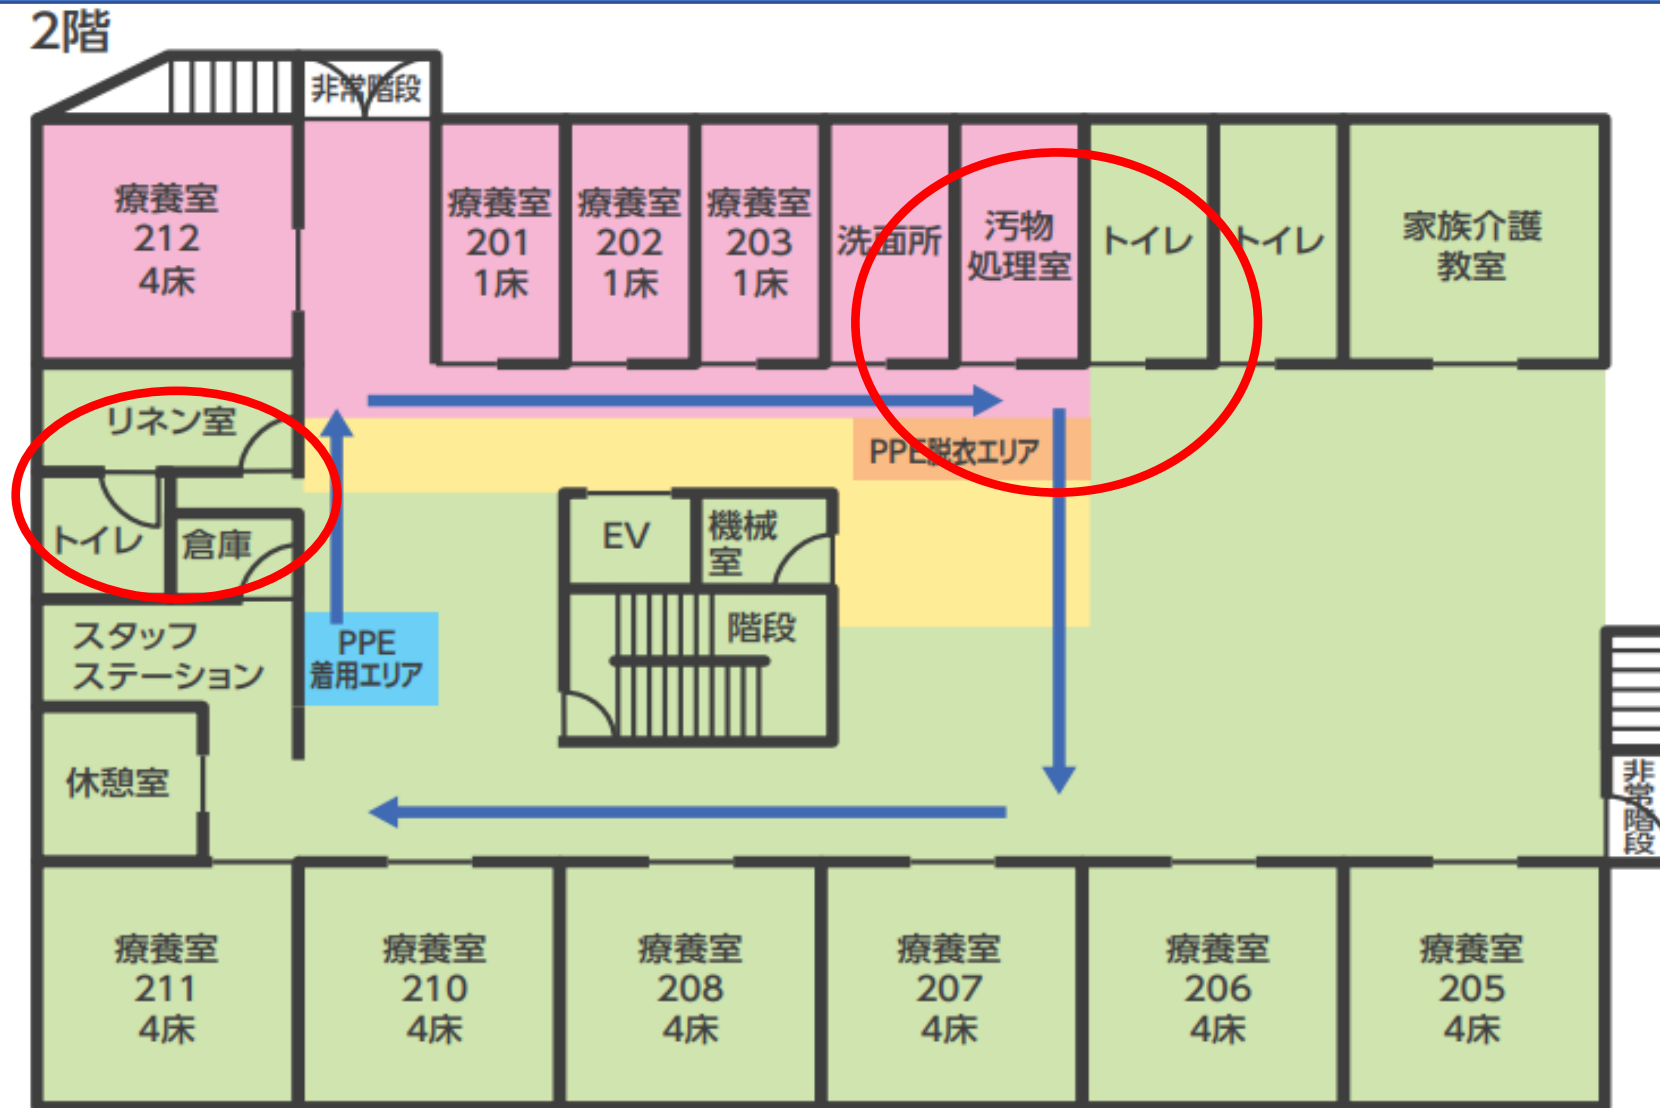 2階
非常階段
療養室
212
4床
療養室
201
1床
療養室
202
1床
療養室
203
1床
洗面所
汚物
処理室
トイレ
トイレ
家族介護
教室
リネン室
PPE脱衣エリア
トイレ
倉庫
EV
機械
室
階段
スタッフ
ステーション
PPE
着用エリア
休憩室
非常階段
療養室
211
4床
療養室
210
4床
療養室
208
4床
療養室
207
4床
療養室
206
4床
療養室
205
4床